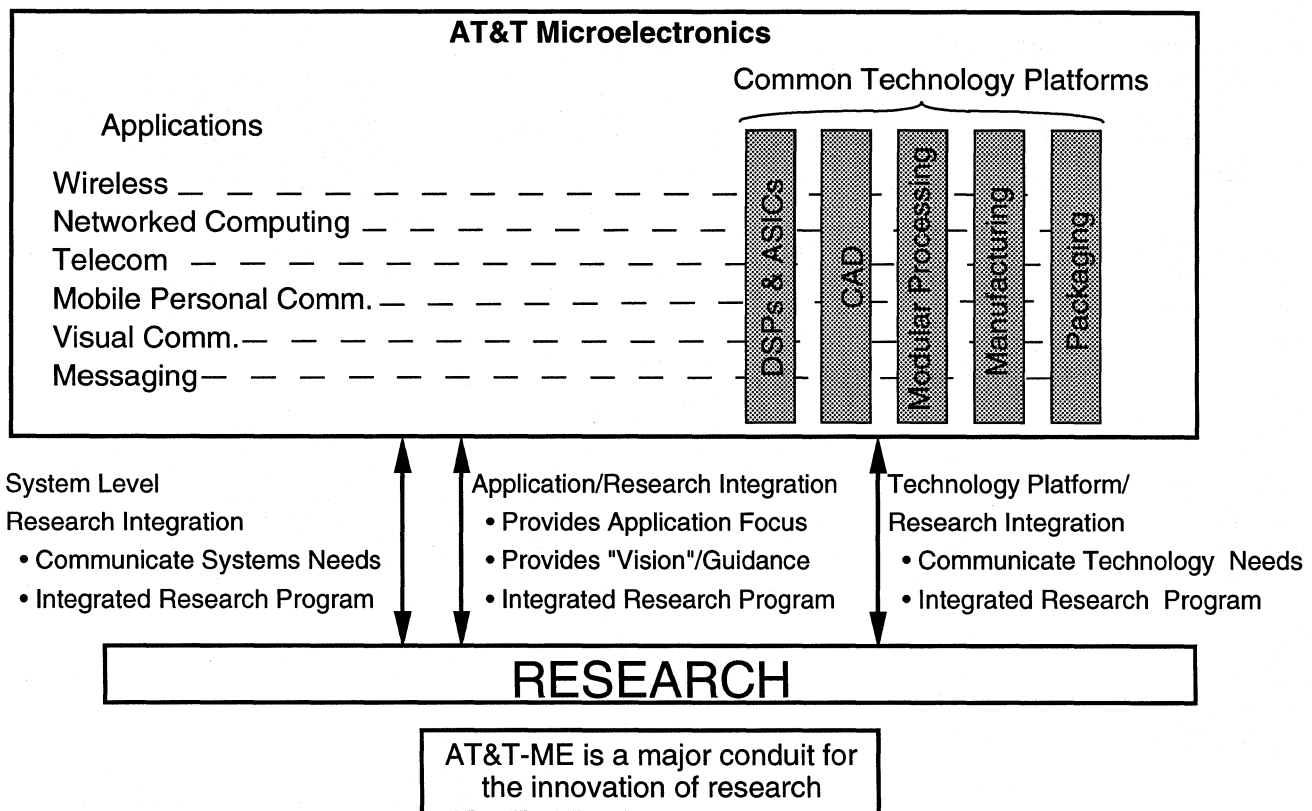 AT&T Microelectronics
Common Technology Platforms
Applications
Wireless
Networked Computing
Telecom
Mobile Personal Comm.
Visual Comm.
Messaging
DSPs & ASICs
CAD
Modular Processing
Manufacturing
Packaging
System Level
Research Integration
• Communicate Systems Needs
• Integrated Research Program
Application/Research Integration
• Provides Application Focus
• Provides "Vision"/Guidance
• Integrated Research Program
Technology Platform/
Research Integration
• Communicate Technology Needs
• Integrated Research Program
RESEARCH
AT&T-ME is a major conduit for
the innovation of research